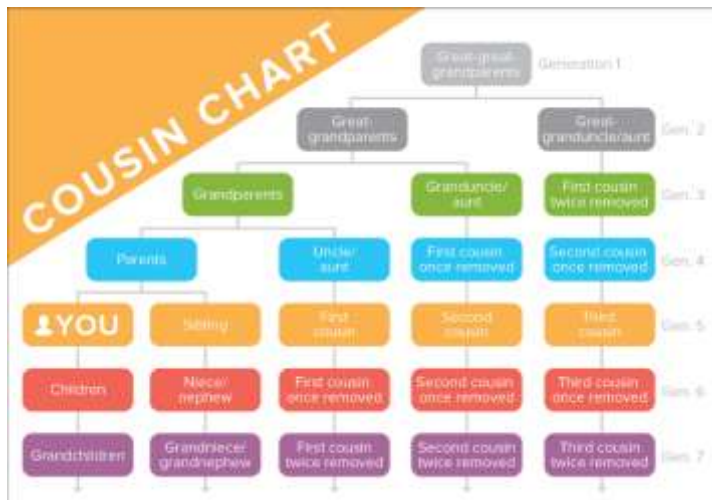 COUSIN CHART
Great-great-
grandparents
Generation 1
Great-
grandparents
Great-
granduncle/aunt
Gen. 2
Grandparents
Granduncle/
aunt
First cousin
twice removed
Gen. 3
Parents
Uncle/
aunt
First cousin
once removed
Second cousin
once removed
Gen. 4
YOU
Sibling
First
cousin
Second
cousin
Third
cousin
Gen. 5
Children
Niece/
nephew
First cousin
once removed
Second cousin
once removed
Third cousin
once removed
Gen. 6
Grandchildren
Grandniece/
grandnephew
First cousin
twice removed
Second cousin
twice removed
Third cousin
twice removed
Gen. 7